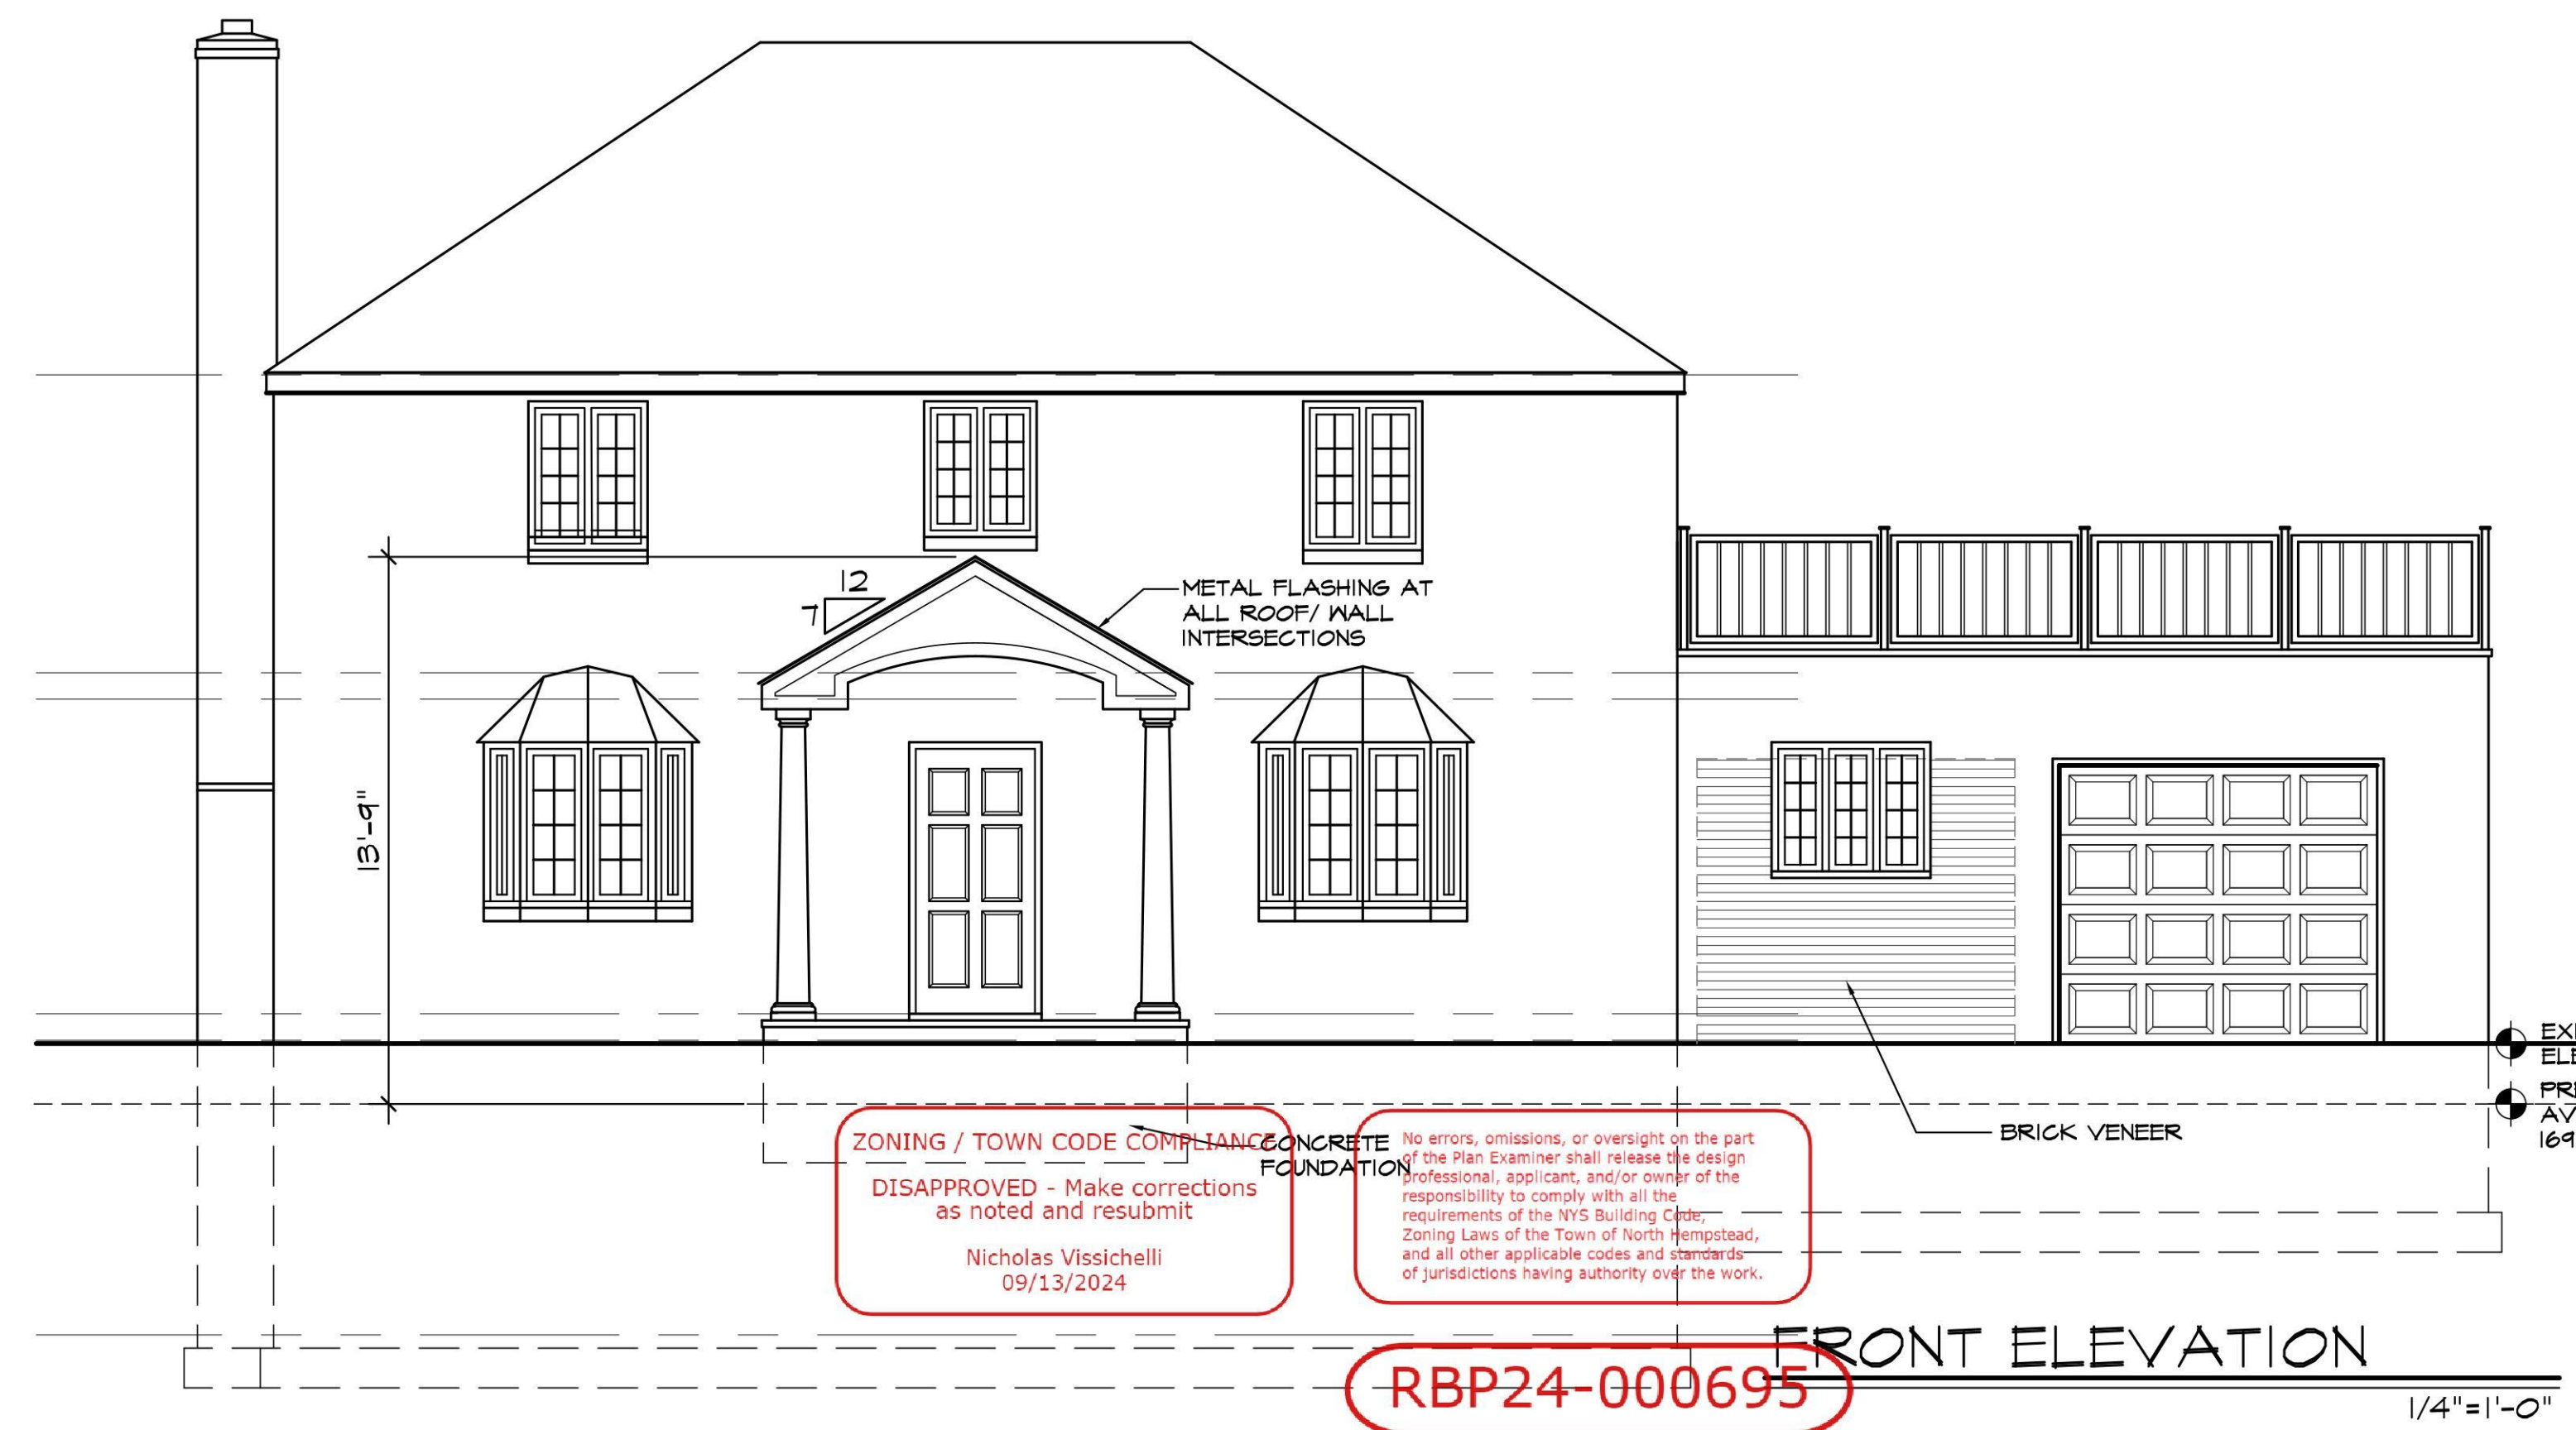 12
7
METAL FLASHING AT
ALL ROOF/ WALL
INTERSECTIONS
13'-9"
BRICK VENEER
CONCRETE
FOUNDATION
ZONING / TOWN CODE COMPLIANCE
DISAPPROVED - Make corrections
as noted and resubmit
Nicholas Vissichelli
09/13/2024
No errors, omissions, or oversight on the part
of the Plan Examiner shall release the design
professional, applicant, and/or owner of the
responsibility to comply with all the
requirements of the NYS Building Code,
Zoning Laws of the Town of North Hempstead,
and all other applicable codes and standards
of jurisdictions having authority over the work.
FRONT ELEVATION
RBP24-000695
1/4"=1'-0"